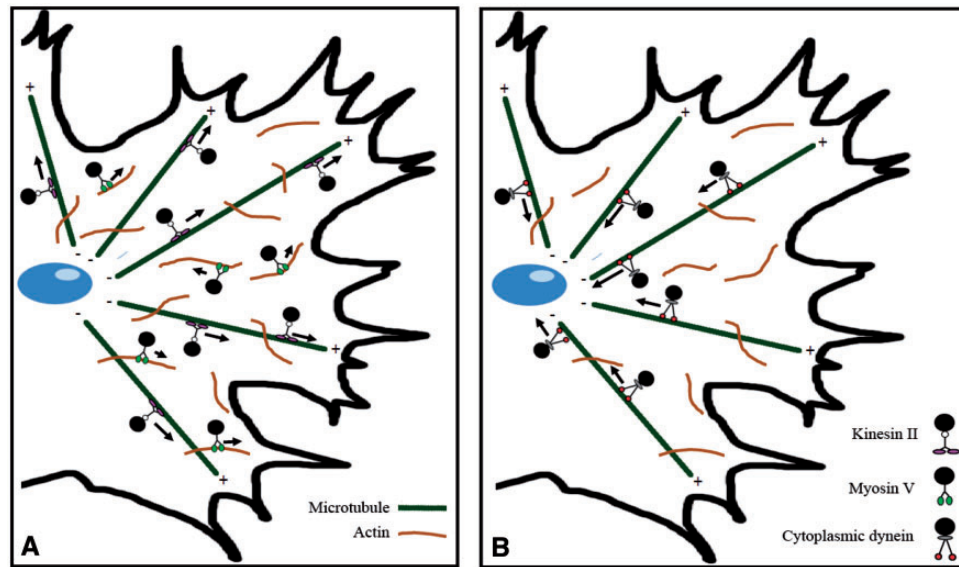 +
+
+
-
-
-
-
-
+
+
Microtubule
Actin
A
+
+
+
-
-
-
-
-
+
+
Kinesin II
Myosin V
Cytoplasmic dynein
B